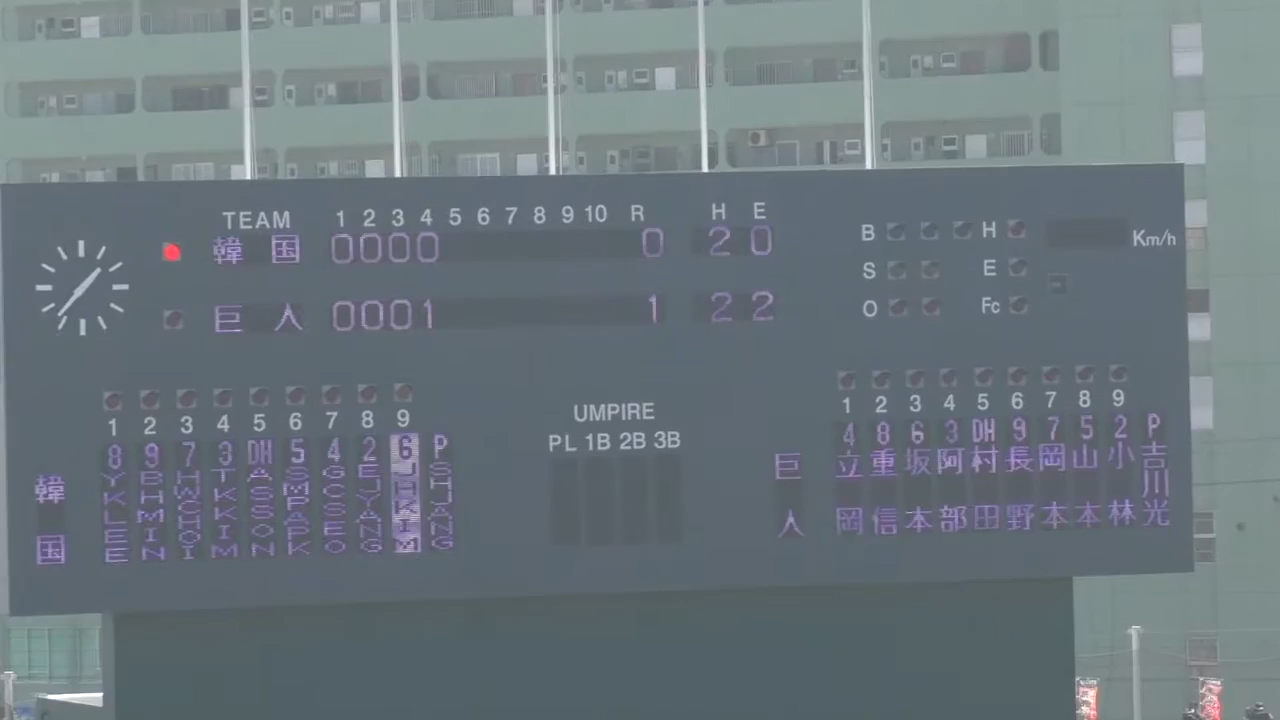 TEAM 1 2 3 4 5 6 7 8 9 10 R H E
韓国 0000 0 2 0
巨人 0001 1 2 2
B H Km/h
S E
O Fc
UMPIRE
PL 1B 2B 3B
韓国
1 2 3 4 5 6 7 8 9
8 9 7 3 DH 5 4 2 6 P
YKLEE
BHMIN
HWCHOI
TKKIM
ASSON
SMPAPK
GCSEO
EJYANG
JHKIM
SHJANG
巨人
1 2 3 4 5 6 7 8 9
4 8 6 3 DH 9 7 5 2 P
立岡
重信
坂本
阿部
村田
長野
岡本
山本
小林
吉川光